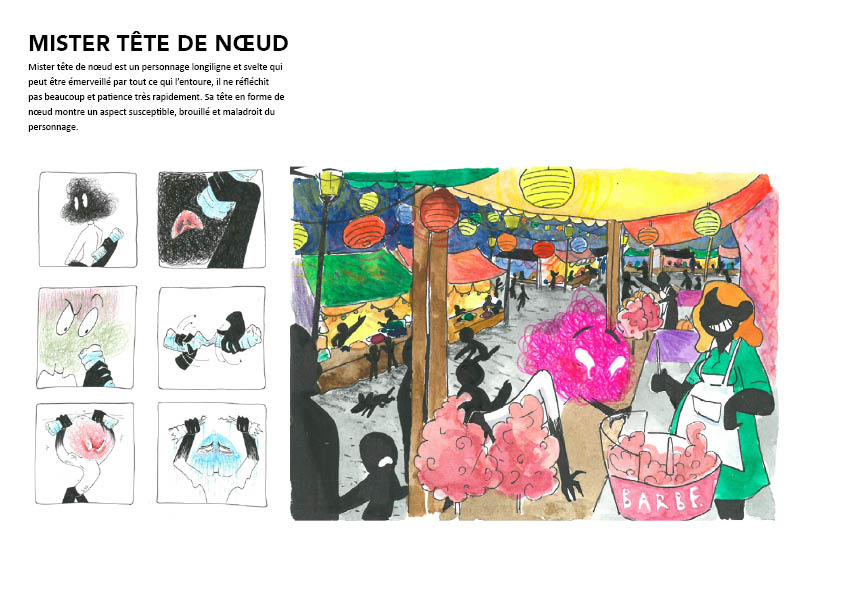 MISTER TÊTE DE NŒUD
Mister tête de nœud est un personnage longiligne et svelte qui
peut être émerveillé par tout ce qui l'entoure, il ne réfléchit
pas beaucoup et patience très rapidement. Sa tête en forme de
nœud montre un aspect susceptible, brouillé et maladroit du
personnage.
BARBE.